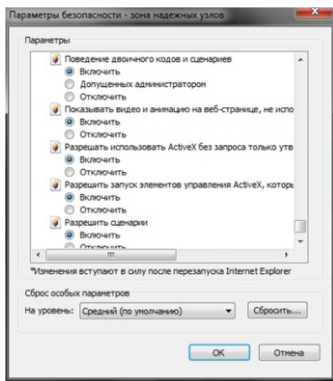 Параметры безопасности - зона надежных узлов
Параметры
Поведение двоичного кодов и сценариев
Включить
Допущенных администратором
Отключить
Показывать видео и анимацию на веб-странице, не испо
Включить
Отключить
Разрешать использовать ActiveX без запроса только утв
Включить
Отключить
Разрешить запуск элементов управления ActiveX, которы
Включить
Отключить
Разрешить сценарии
Включить
Отключить
*Изменения вступают в силу после перезапуска Internet Explorer
Сброс особых параметров
На уровень: Средний (по умолчанию) Сбросить...
ОК Отмена